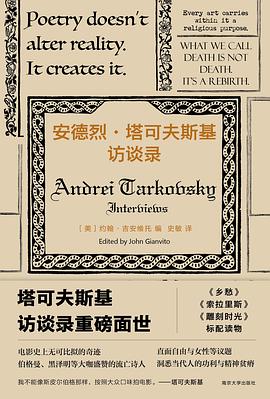 Poetry doesn't
alter reality.
It creates it.
Every art carries
within it a
religious purpose.
WHAT WE CALL
DEATH IS NOT
DEATH.
IT'S A REBIRTH.
安德烈·塔可夫斯基
访谈录
Andrei Tarkovsky
Interviews
[美] 约翰·吉安维托 编 史敏 译
Edited by John Gianvito
塔可夫斯基
访谈录重磅面世
《乡愁》
《索拉里斯》
《雕刻时光》
标配读物
电影史上无可比拟的奇迹
伯格曼、黑泽明等大咖盛赞的流亡诗人
直面自由与女性等议题
洞悉当代人的功利与精神贫瘠
我不能像斯皮尔伯格那样，按照大众口味拍电影。——塔可夫斯基
南京大学出版社